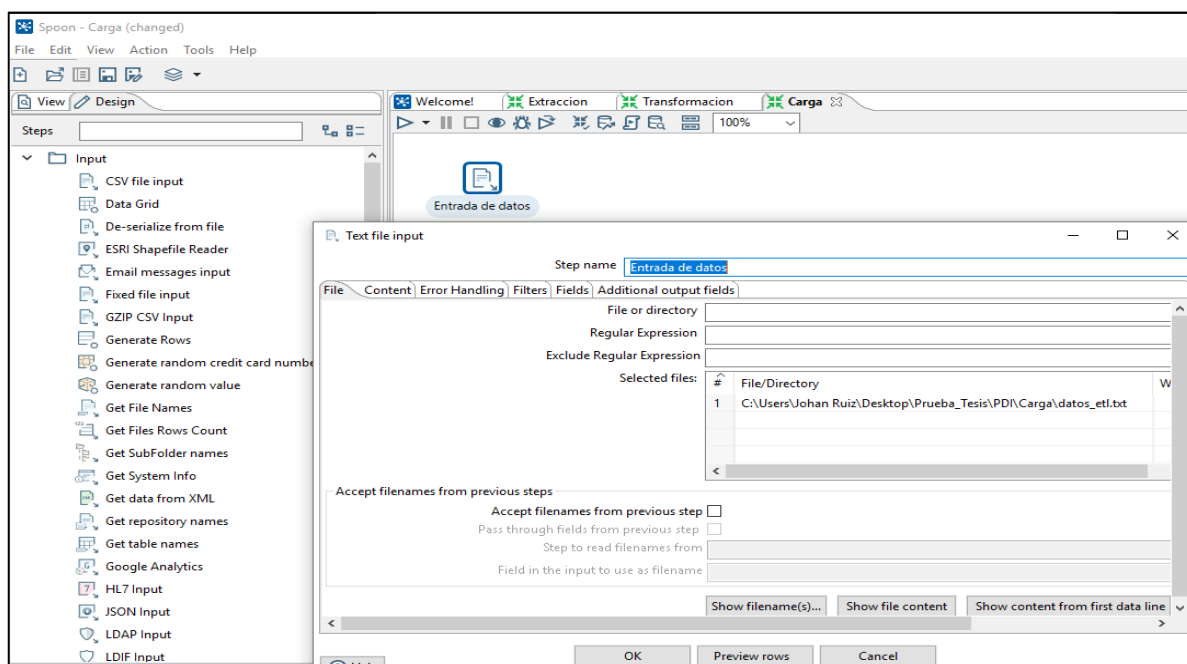 Spoon - Carga (changed)
File Edit View Action Tools Help
View Design
Welcome! Extraccion Transformacion Carga
Steps
100%
Input
CSV file input
Data Grid
De-serialize from file
ESRI Shapefile Reader
Email messages input
Fixed file input
GZIP CSV Input
Generate Rows
Generate random credit card numbe
Generate random value
Get File Names
Get Files Rows Count
Get SubFolder names
Get System Info
Get data from XML
Get repository names
Get table names
Google Analytics
HL7 Input
JSON Input
LDAP Input
LDIF Input
Entrada de datos
Text file input
Step name Entrada de datos
File Content Error Handling Filters Fields Additional output fields
File or directory
Regular Expression
Exclude Regular Expression
Selected files:
# File/Directory W
1 C:\Users\Johan Ruiz\Desktop\Prueba_Tesis\PDI\Carga\datos_etl.txt
Accept filenames from previous steps
Accept filenames from previous step
Pass through fields from previous step
Step to read filenames from
Field in the input to use as filename
Show filename(s)... Show file content Show content from first data line
OK Preview rows Cancel